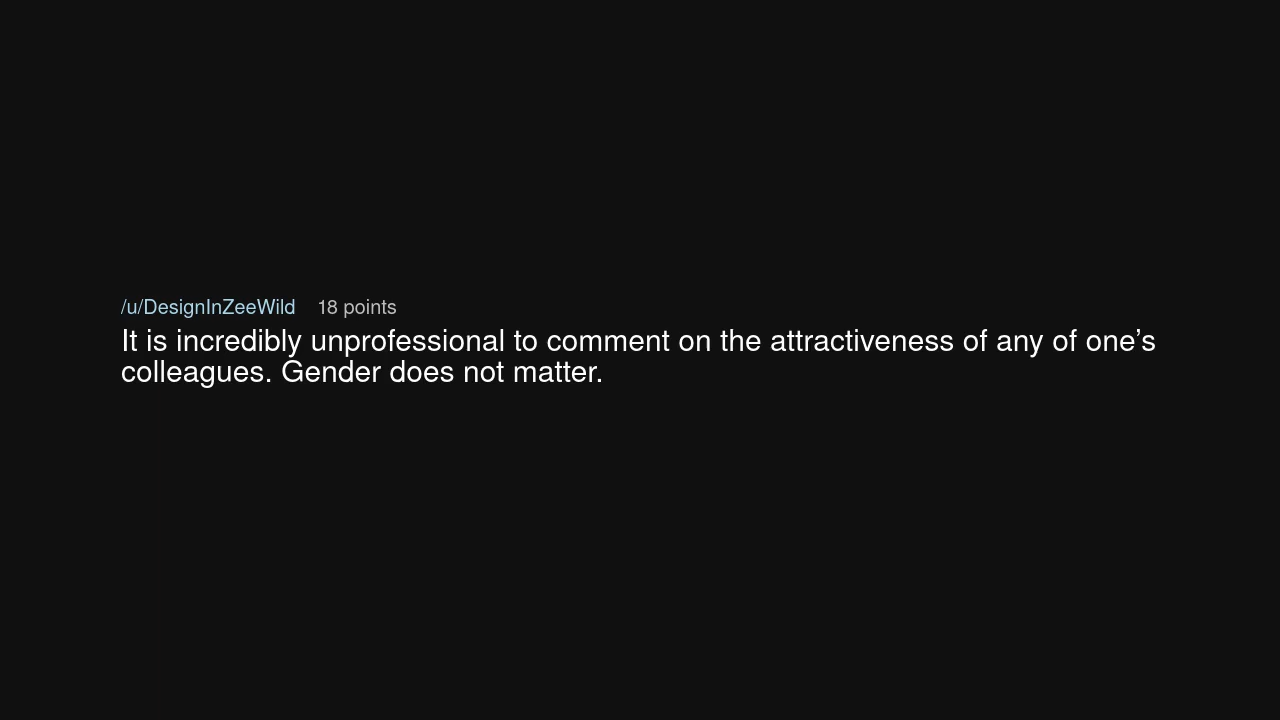 /u/DesignInZeeWild 18 points
It is incredibly unprofessional to comment on the attractiveness of any of one’s
colleagues. Gender does not matter.